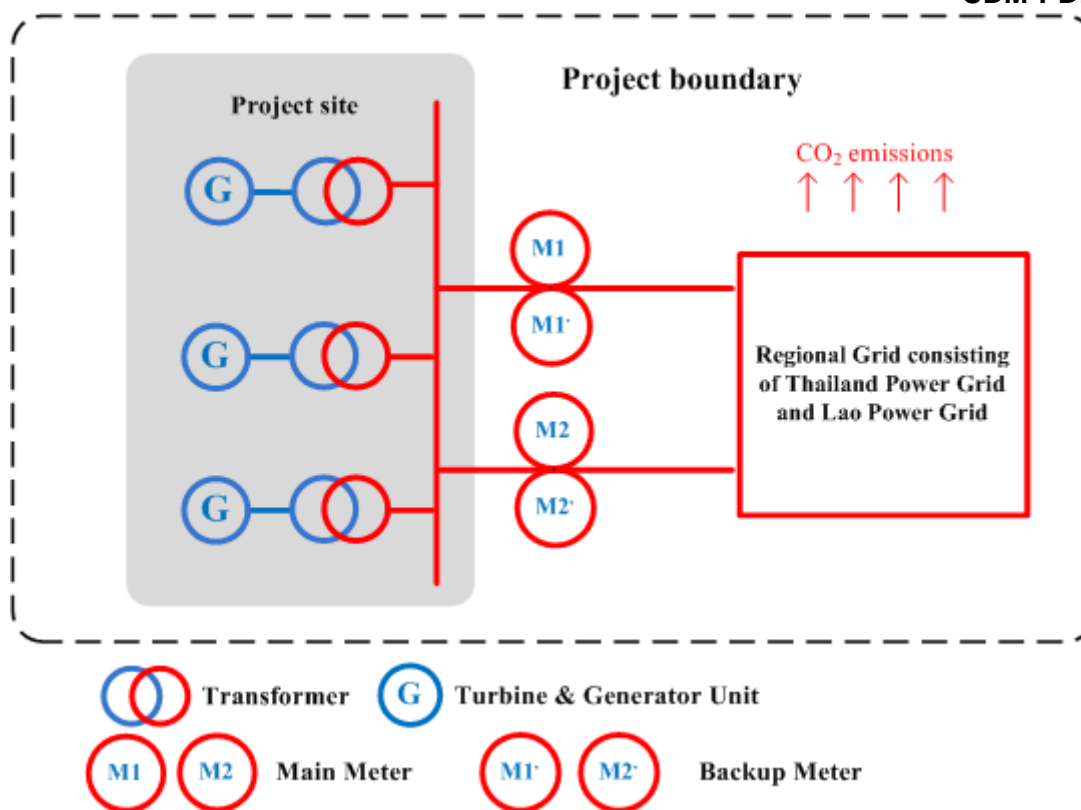 Project boundary
Project site
CO₂ emissions
G
M1
M1'
G
Regional Grid consisting
of Thailand Power Grid
and Lao Power Grid
M2
M2'
G
Transformer
G Turbine & Generator Unit
M1 M2 Main Meter M1' M2' Backup Meter